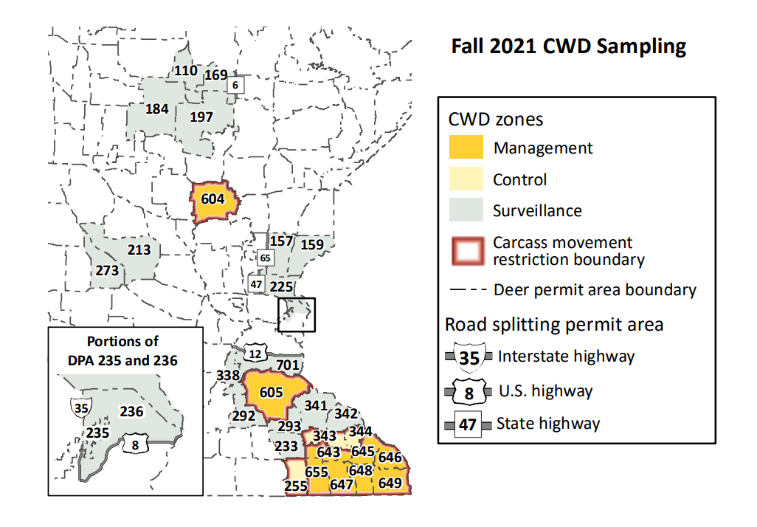 Fall 2021 CWD Sampling
110
169
6
184
197
604
213
273
157
159
65
47
225
12
701
338
605
292
341
342
293
233
343
344
643
645
646
655
648
255
647
649
Portions of
DPA 235 and 236
35
236
235
8
CWD zones
Management
Control
Surveillance
Carcass movement
restriction boundary
Deer permit area boundary
Road splitting permit area
35 Interstate highway
8 U.S. highway
47 State highway